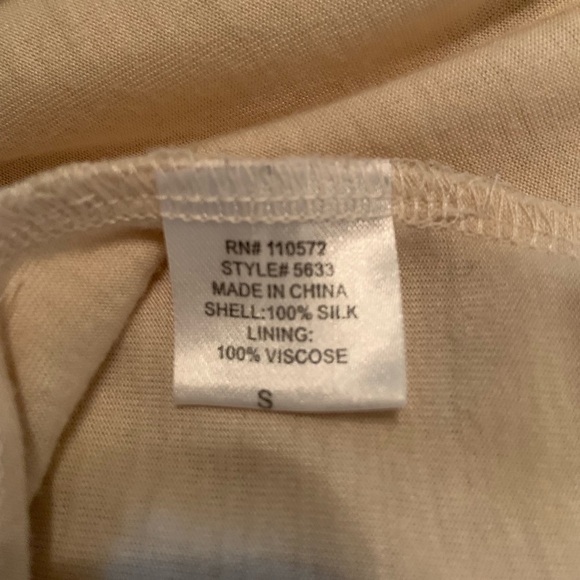 RN# 110572
STYLE# 5633
MADE IN CHINA
SHELL:100% SILK
LINING:
100% VISCOSE
S